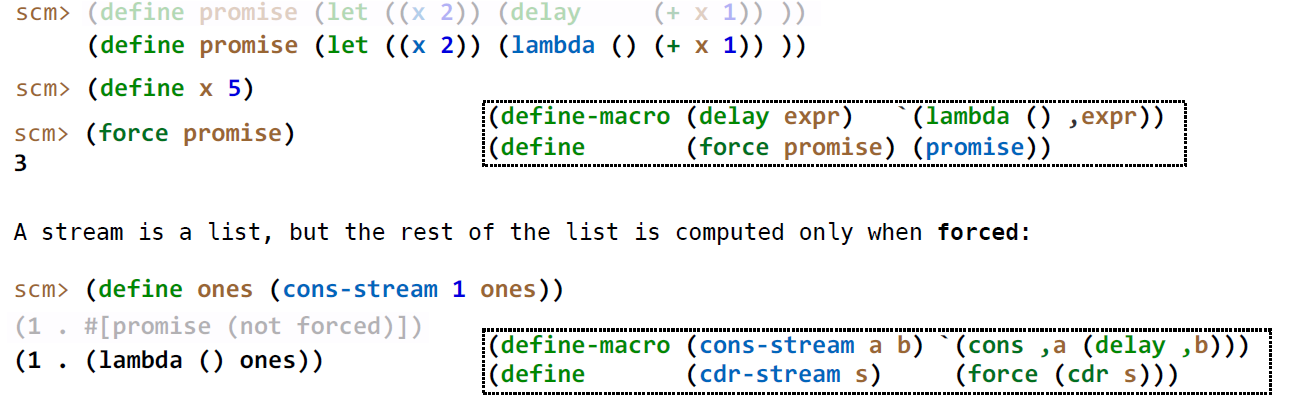 scm> (define promise (let ((x 2)) (delay     (+ x 1)) ))
(define promise (let ((x 2)) (lambda () (+ x 1)) ))
scm> (define x 5)
(define-macro (delay expr)   `(lambda () ,expr))
scm> (force promise)
(define       (force promise) (promise))
3
A stream is a list, but the rest of the list is computed only when forced:
scm> (define ones (cons-stream 1 ones))
(1 . #[promise (not forced)])
(define-macro (cons-stream a b) `(cons ,a (delay ,b)))
(1 . (lambda () ones))
(define       (cdr-stream s)     (force (cdr s)))